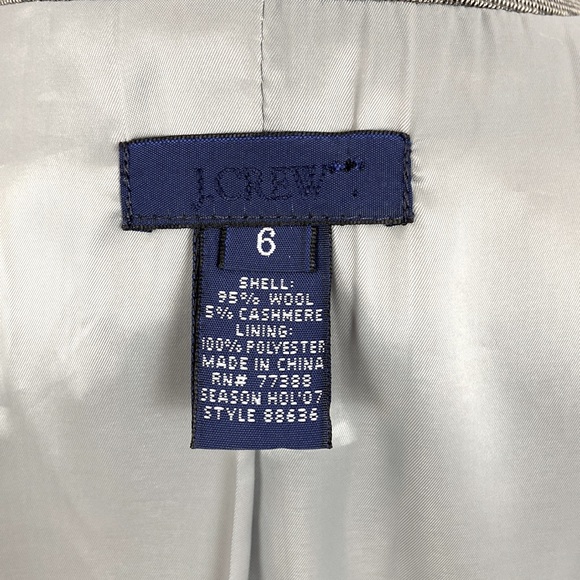 J.CREW
6
SHELL:
95% WOOL
5% CASHMERE
LINING:
100% POLYESTER
MADE IN CHINA
RN# 77388
SEASON HOL'07
STYLE 88636